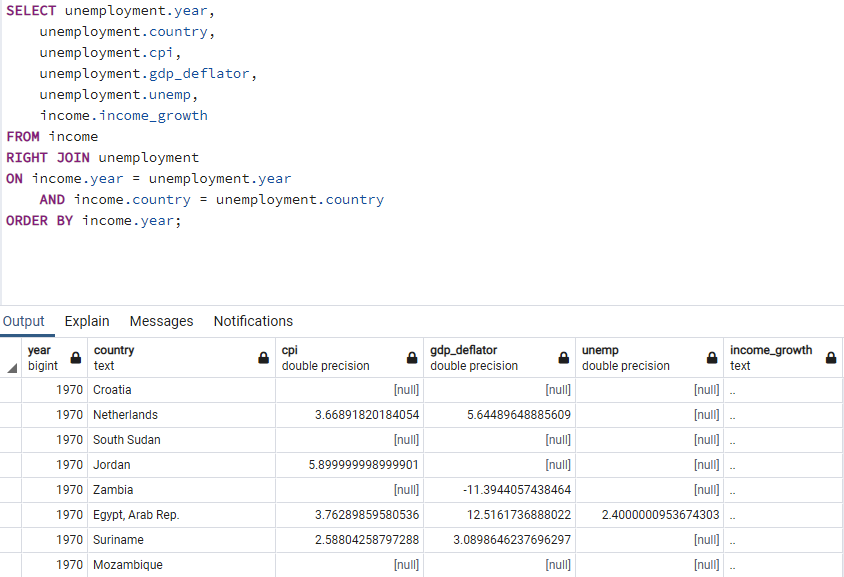 SELECT unemployment.year,
unemployment.country,
unemployment.cpi,
unemployment.gdp_deflator,
unemployment.unemp,
income.income_growth
FROM income
RIGHT JOIN unemployment
ON income.year = unemployment.year
AND income.country = unemployment.country
ORDER BY income.year;
Output Explain Messages Notifications
year country cpi gdp_deflator unemp income_growth
bigint text double precision double precision double precision text
1970 Croatia [null] [null] [null] ..
1970 Netherlands 3.66891820184054 5.64489648885609 [null] ..
1970 South Sudan [null] [null] [null] ..
1970 Jordan 5.899999998999901 [null] [null] ..
1970 Zambia [null] -11.3944057438464 [null] ..
1970 Egypt, Arab Rep. 3.76289859580536 12.5161736888022 2.4000000953674303 ..
1970 Suriname 2.58804258797288 3.0898646237696297 [null] ..
1970 Mozambique [null] [null] [null] ..